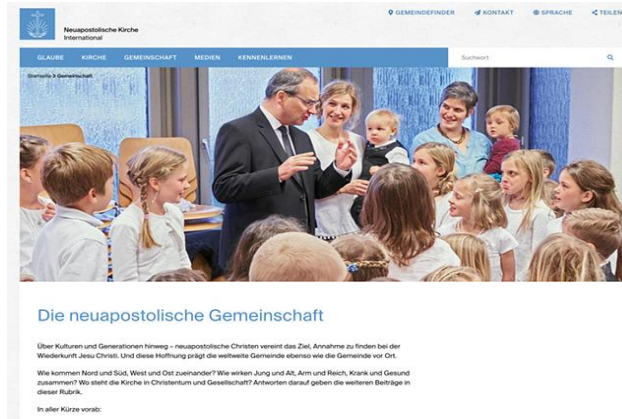 GEMEINDEFINDER KONTAKT SPRACHE TEILEN
Neuapostolische Kirche
International
GLAUBE KIRCHE GEMEINSCHAFT MEDIEN KENNENLERNEN Suchwort
Startseite > Gemeinschaft
Die neuapostolische Gemeinschaft
Über Kulturen und Generationen hinweg – neuapostolische Christen vereint das Ziel, Annahme zu finden bei der
Wiederkunft Jesu Christi. Und diese Hoffnung prägt die weltweite Gemeinde ebenso wie die Gemeinde vor Ort.
Wie kommen Nord und Süd, West und Ost zueinander? Wie wirken Jung und Alt, Arm und Reich, Krank und Gesund
zusammen? Wo steht die Kirche in Christentum und Gesellschaft? Antworten darauf geben die weiteren Beiträge in
dieser Rubrik.
In aller Kürze vorab: